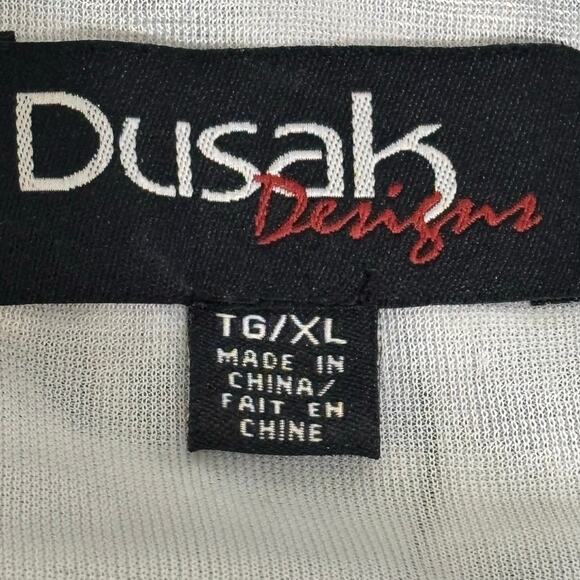 Dusak
Designs
TG/XL
MADE IN
CHINA/
FAIT EN
CHINE